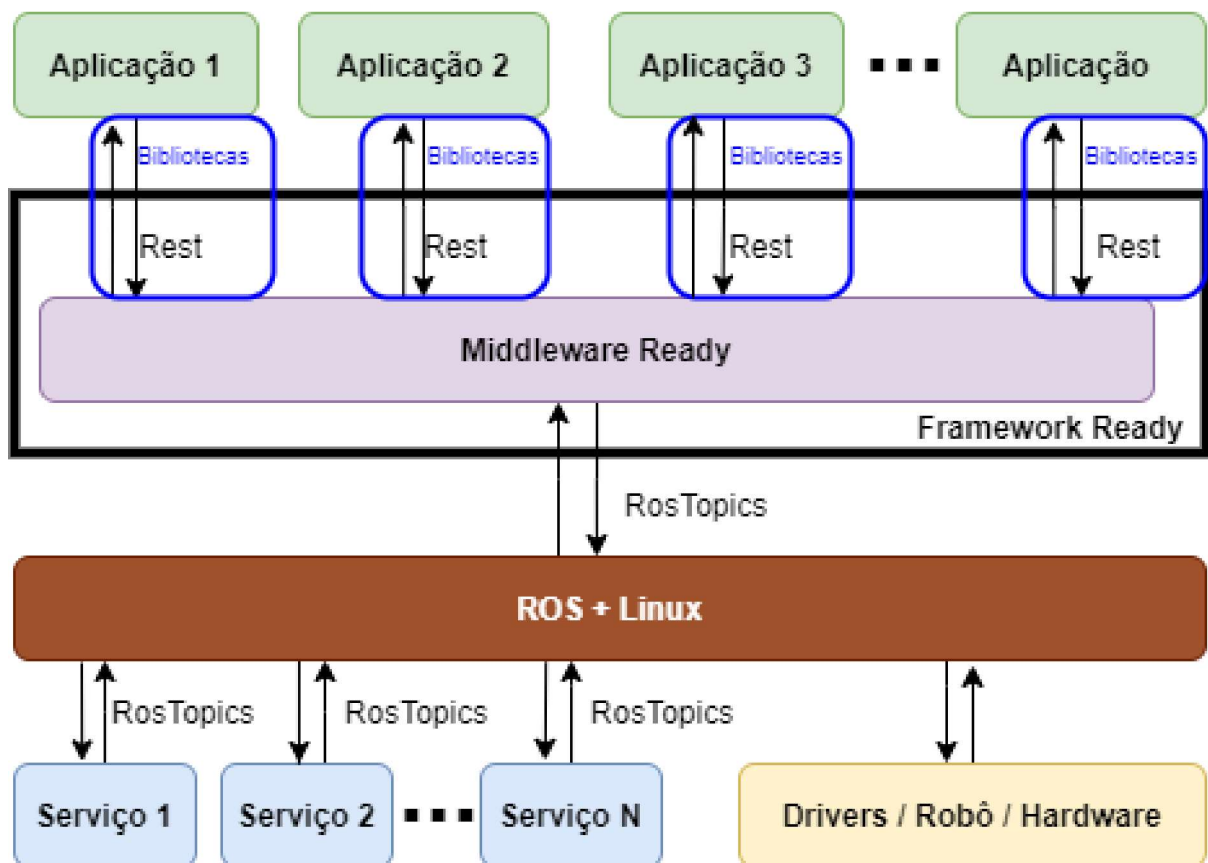 Aplicação 1
Aplicação 2
Aplicação 3
Aplicação
Bibliotecas
Bibliotecas
Bibliotecas
Bibliotecas
Rest
Rest
Rest
Rest
Middleware Ready
Framework Ready
RosTopics
ROS + Linux
RosTopics
RosTopics
RosTopics
Serviço 1
Serviço 2
Serviço N
Drivers / Robô / Hardware